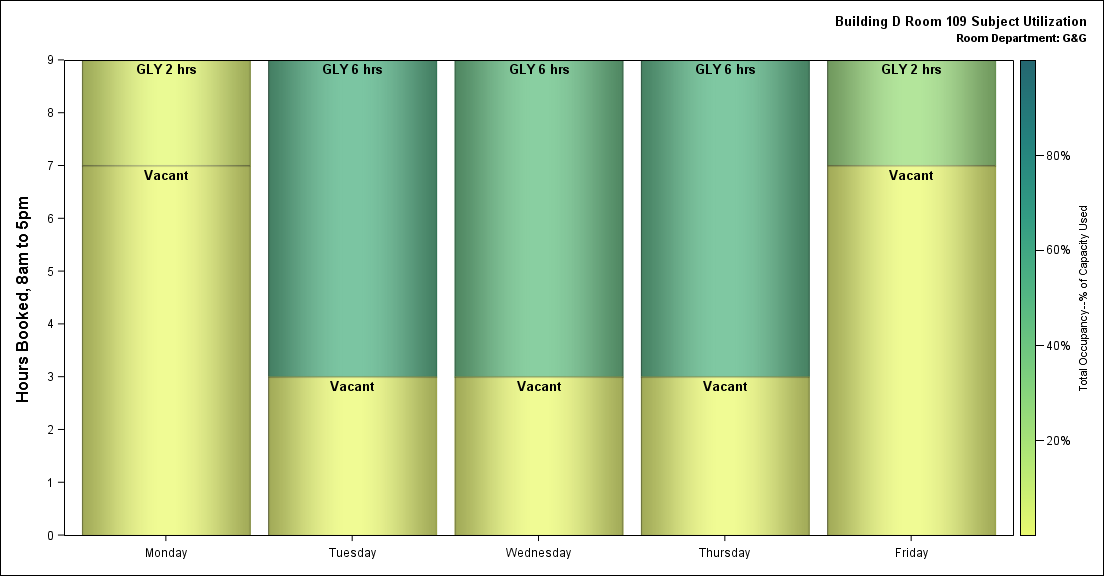 Building D Room 109 Subject Utilization
Room Department: G&G
Hours Booked, 8am to 5pm
9
8
7
6
5
4
3
2
1
0
GLY 2 hrs
Vacant
GLY 6 hrs
Vacant
GLY 6 hrs
Vacant
GLY 6 hrs
Vacant
GLY 2 hrs
Vacant
Monday
Tuesday
Wednesday
Thursday
Friday
80%
60%
40%
20%
Total Occupancy--% of Capacity Used